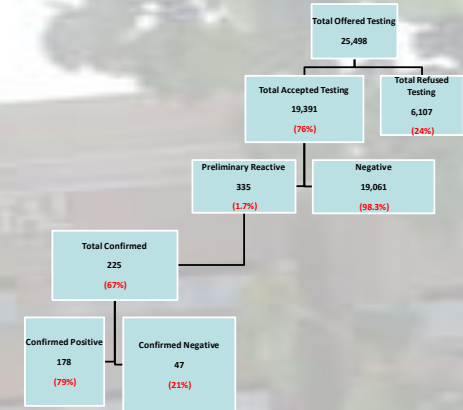 Total Offered Testing
25,498
Total Accepted Testing
19,391
(76%)
Total Refused
Testing
6,107
(24%)
Preliminary Reactive
335
(1.7%)
Negative
19,061
(98.3%)
Total Confirmed
225
(67%)
Confirmed Positive
178
(79%)
Confirmed Negative
47
(21%)